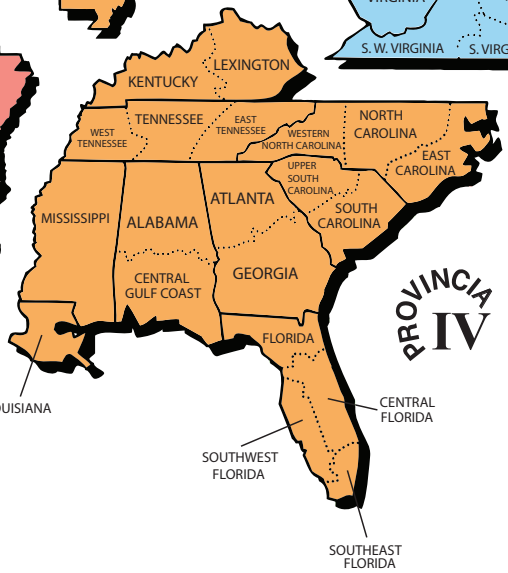 VIRGINIA
S. W. VIRGINIA
S. VIRG
LEXINGTON
KENTUCKY
TENNESSEE
EAST
TENNESSEE
WEST
TENNESSEE
WESTERN
NORTH CAROLINA
NORTH
CAROLINA
EAST
CAROLINA
UPPER
SOUTH
CAROLINA
SOUTH
CAROLINA
ATLANTA
MISSISSIPPI
ALABAMA
GEORGIA
CENTRAL
GULF COAST
PROVINCIA
IV
FLORIDA
OUISIANA
CENTRAL
FLORIDA
SOUTHWEST
FLORIDA
SOUTHEAST
FLORIDA